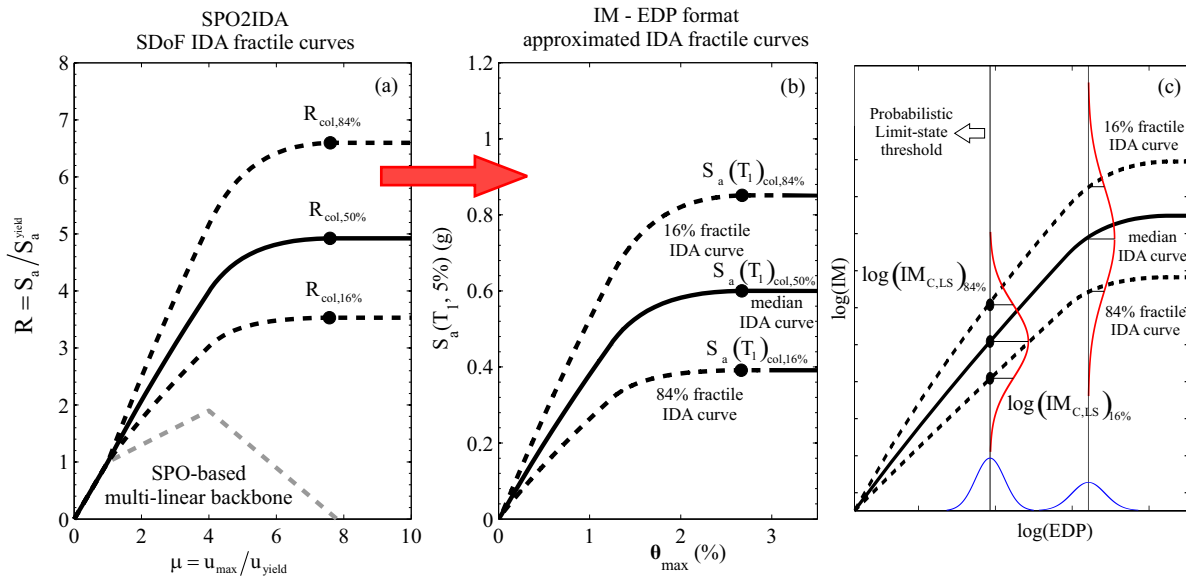 SPO2IDA
SDoF IDA fractile curves
(a)
R = S_a / S_a^yield
8
7
6
5
4
3
2
1
0
R_col,84%
R_col,50%
R_col,16%
SPO-based
multi-linear backbone
0 2 4 6 8 10
μ = u_max/u_yield
IM - EDP format
approximated IDA fractile curves
(b)
S_a(T_1, 5%) (g)
1.2
1
0.8
0.6
0.4
0.2
0
S_a(T_1)_col,84%
16% fractile
IDA curve
S_a(T_1)_col,50%
median
IDA curve
S_a(T_1)_col,16%
84% fractile
IDA curve
0 1 2 3
θ_max (%)
(c)
log(IM)
Probabilistic
Limit-state
threshold
16% fractile
IDA curve
median
IDA curve
84% fractile
IDA curve
log(IM_C,LS)_84%
log(IM_C,LS)_16%
0
log(EDP)